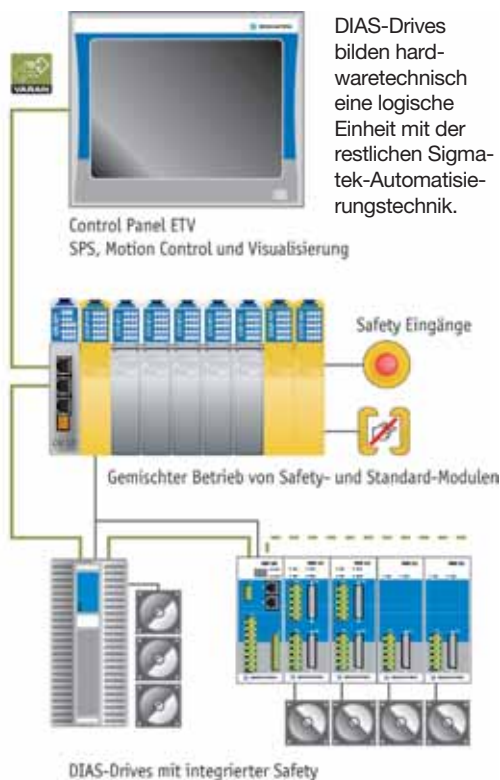 DIAS-Drives
bilden hard-
waretechnisch
eine logische
Einheit mit der
restlichen Sigma-
tek-Automatisie-
rungstechnik.
VARAN
Control Panel ETV
SPS, Motion Control und Visualisierung
Safety Eingänge
Gemischter Betrieb von Safety- und Standard-Modulen
DIAS-Drives mit integrierter Safety